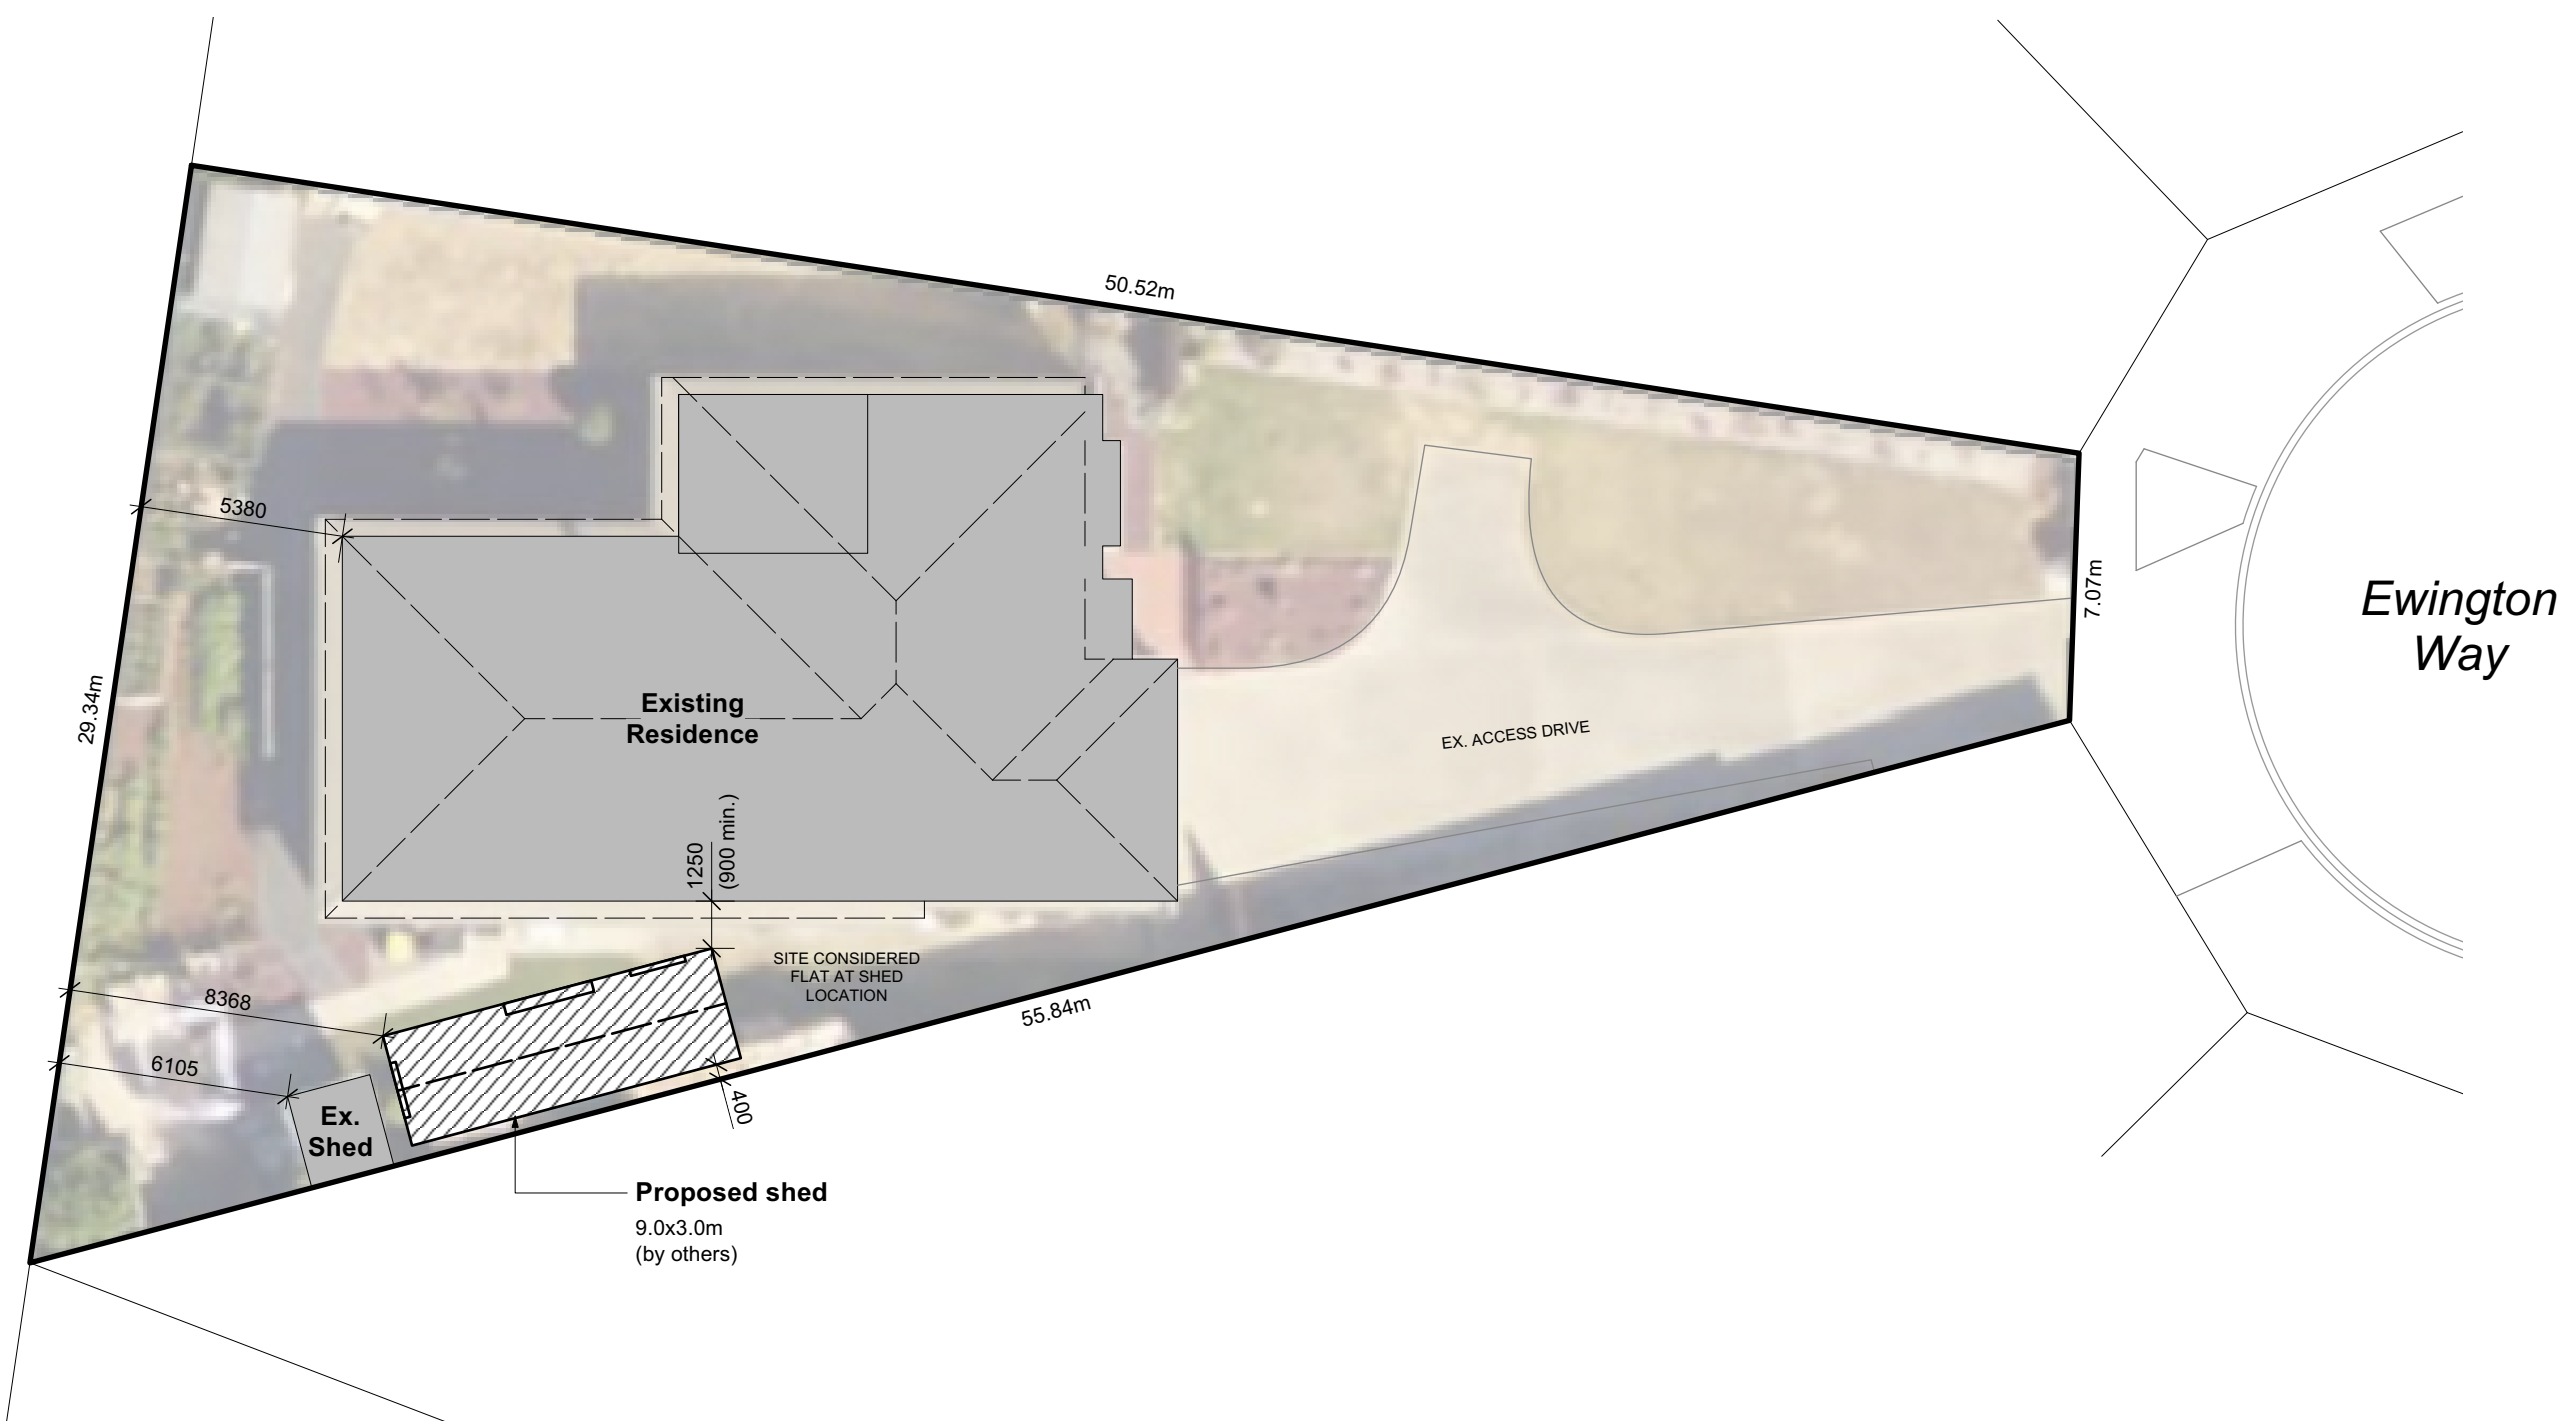 50.52m
5380
7.07m
Ewington
Way
29.34m
Existing
Residence
EX. ACCESS DRIVE
1250
(900 min.)
SITE CONSIDERED
FLAT AT SHED
LOCATION
8368
55.84m
6105
400
Ex.
Shed
Proposed shed
9.0x3.0m
(by others)